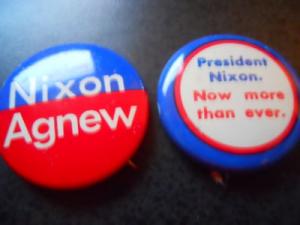 Nixon
Agnew
President
Nixon.
Now more
than ever.